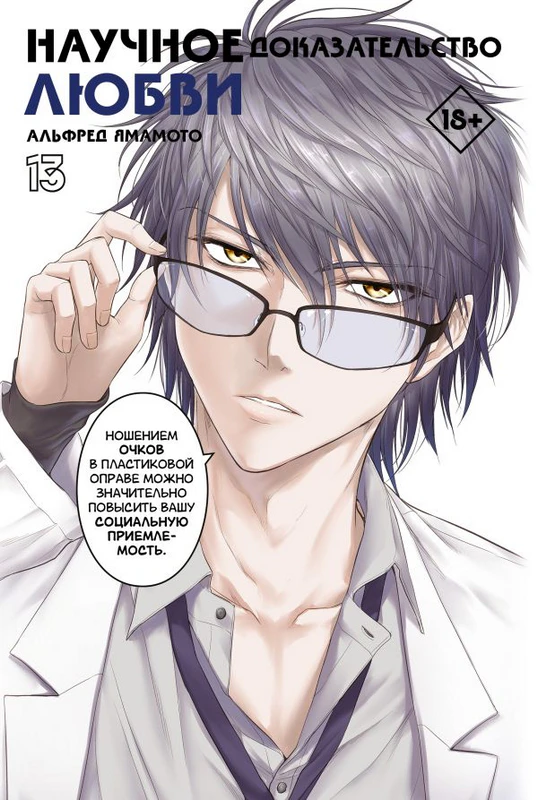 НАУЧНОЕ ДОКАЗАТЕЛЬСТВО
ЛЮБВИ
АЛЬФРЕД ЯМАМОТО
13
18+
НОШЕНИЕМ
ОЧКОВ
В ПЛАСТИКОВОЙ
ОПРАВЕ МОЖНО
ЗНАЧИТЕЛЬНО
ПОВЫСИТЬ ВАШУ
СОЦИАЛЬНУЮ
ПРИЕМЛЕ-
МОСТЬ.